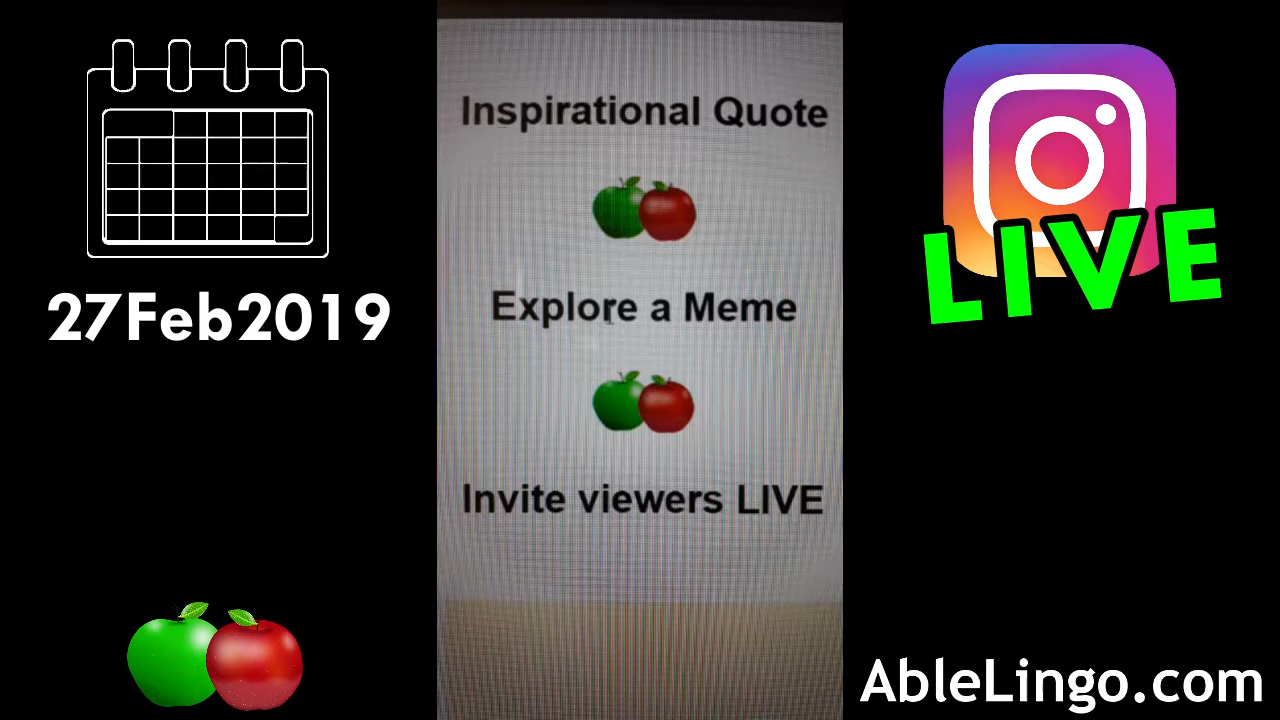 27Feb2019
Inspirational Quote
Explore a Meme
Invite viewers LIVE
LIVE
AbleLingo.com